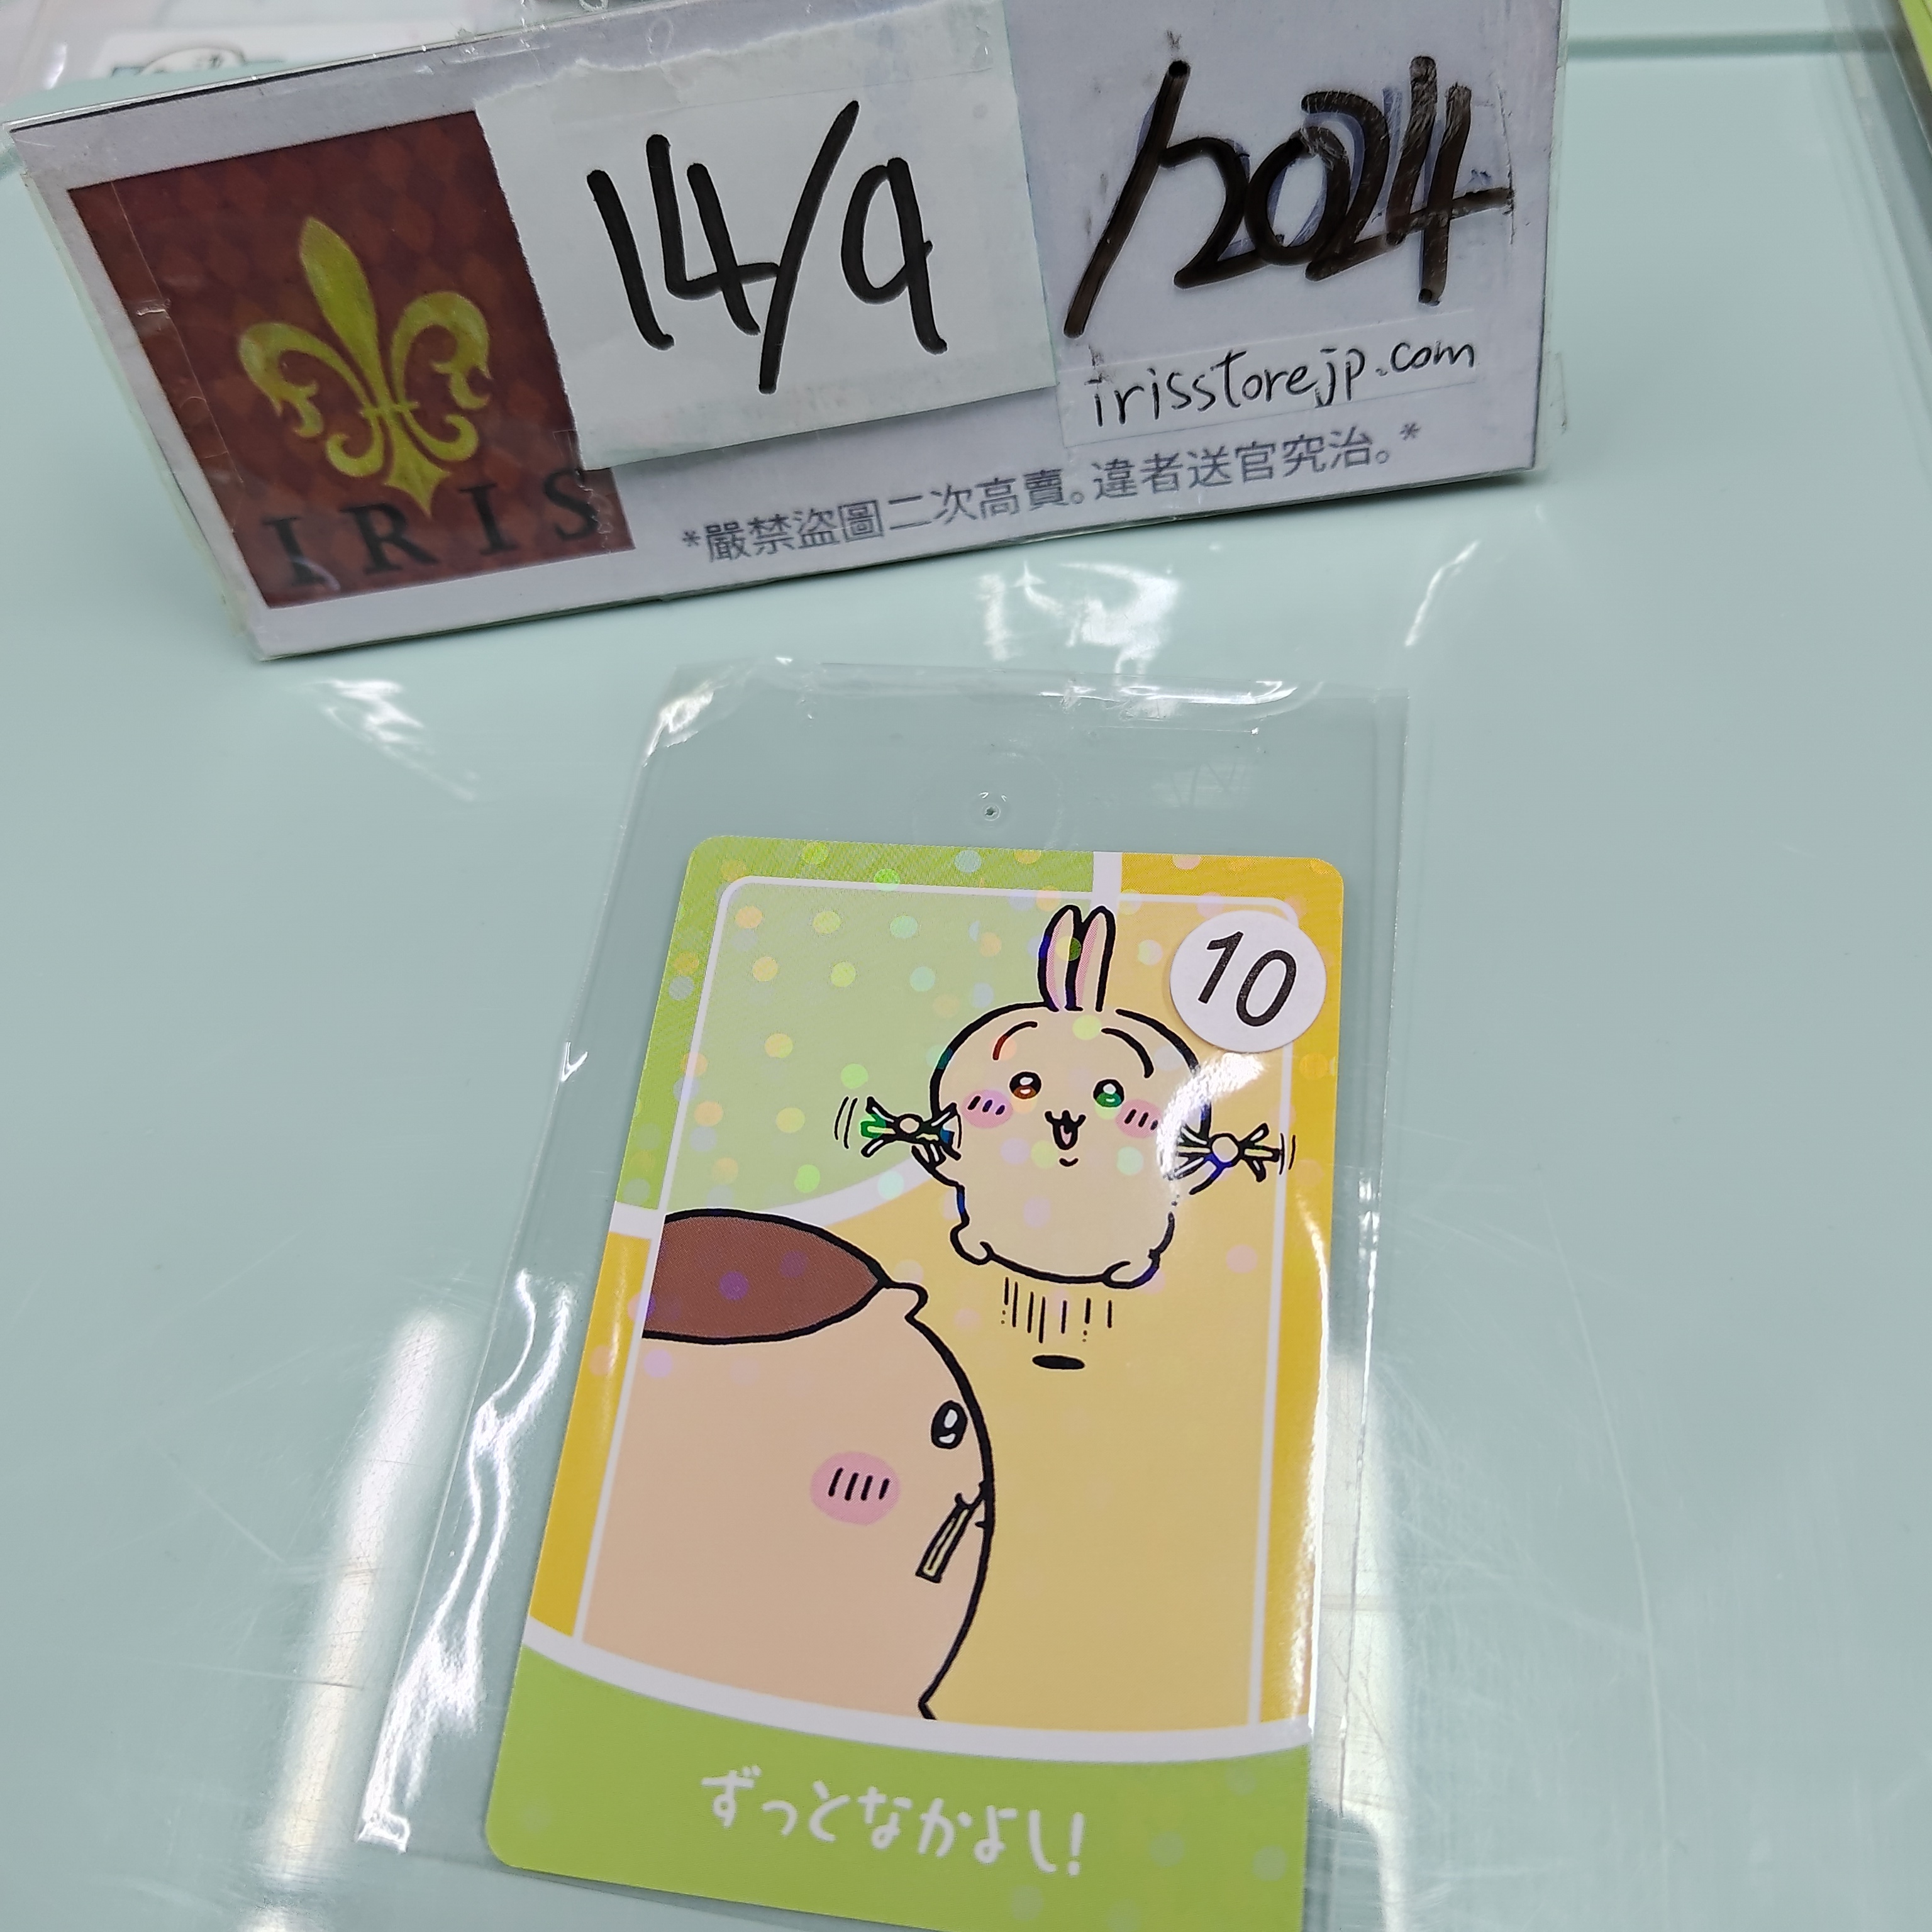 14/9
/2024
irisstorejp.com
IRIS
*嚴禁盜圖二次高賣。違者送官究治。*
10
ずっとなかよし!